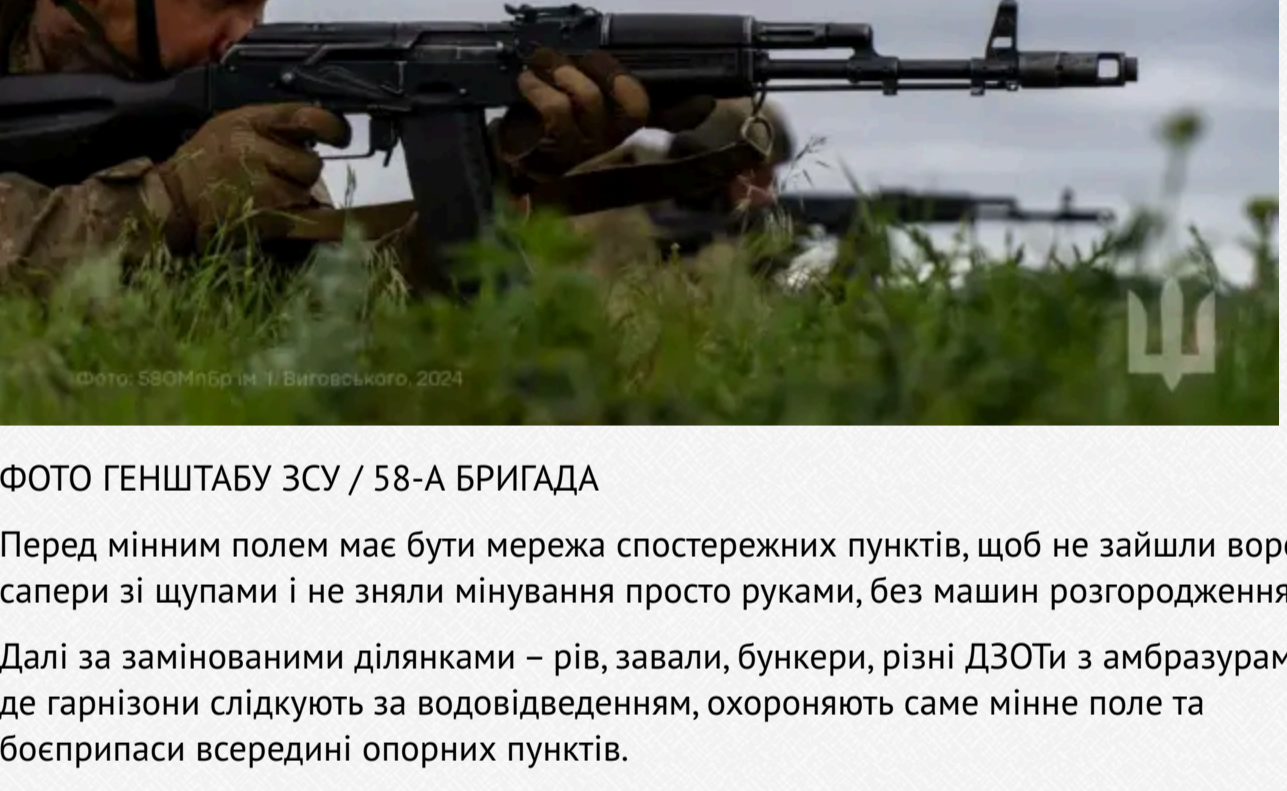 Фото: 58ОМпБр ім. І. Виговського, 2024
ФОТО ГЕНШТАБУ ЗСУ / 58-А БРИГАДА
Перед мінним полем має бути мережа спостережних пунктів, щоб не зайшли
сапери зі щупами і не зняли мінування просто руками, без машин розгородження
Далі за замінованими ділянками – рів, завали, бункери, різні ДЗОТи з
де гарнізони слідкують за водовідведенням, охороняють саме мінне поле та
боєприпаси всередині опорних пунктів.